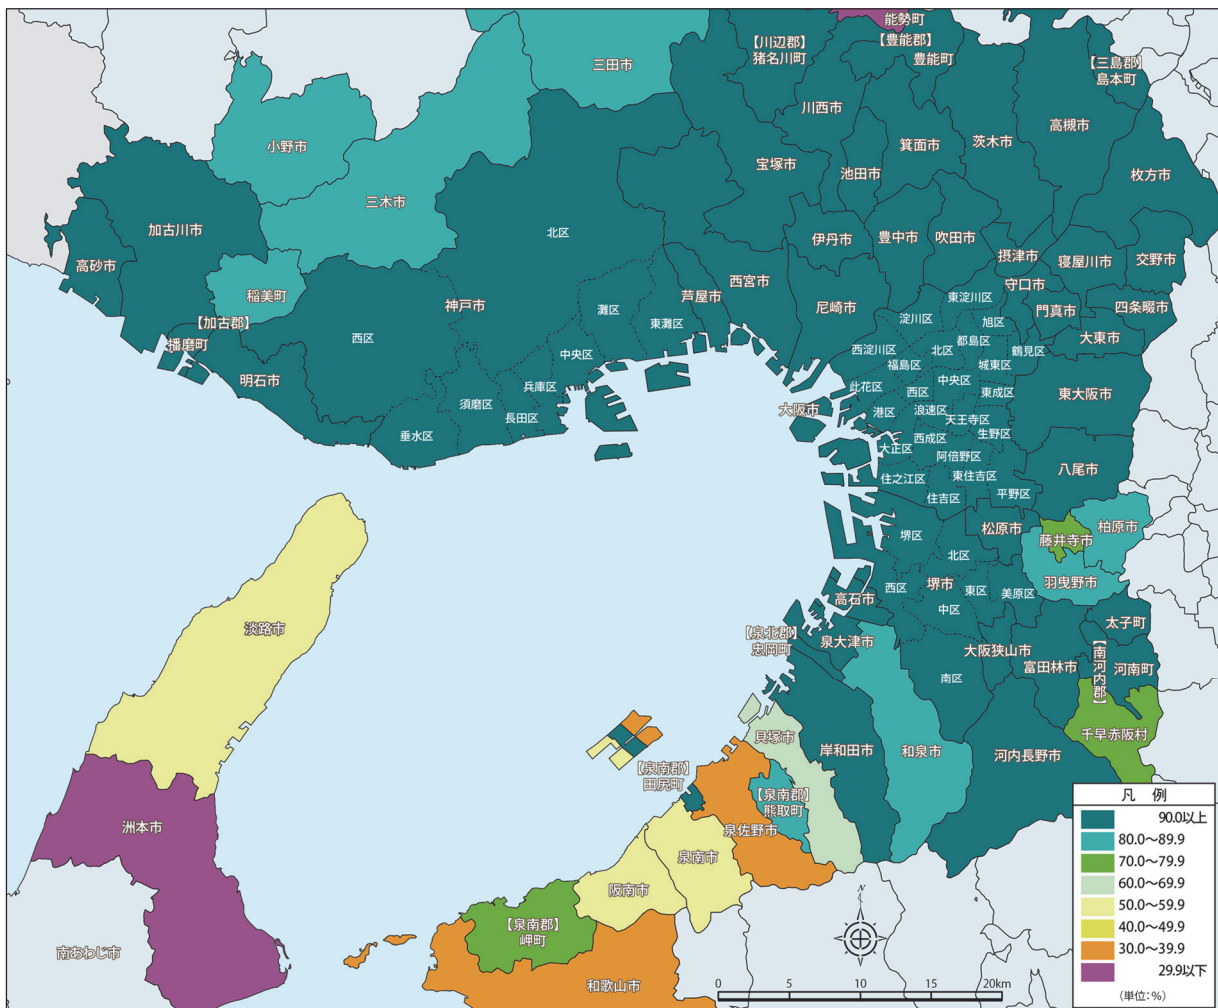 能勢町
【川辺郡】
猪名川町
【豊能郡】
豊能町
【三島郡】
島本町
三田市
川西市
高槻市
小野市
箕面市
茨木市
宝塚市
池田市
枚方市
三木市
加古川市
北区
伊丹市
豊中市
吹田市
摂津市
寝屋川市
交野市
高砂市
稲美町
神戸市
芦屋市
西宮市
尼崎市
守口市
東淀川区
門真市
四条畷市
【加古郡】
播磨町
西区
灘区
東灘区
淀川区
旭区
都島区
大東市
西淀川区
北区
鶴見区
明石市
中央区
福島区
城東区
兵庫区
此花区
中央区
西区
東成区
東大阪市
須磨区
長田区
大阪市
港区
浪速区
天王寺区
垂水区
大正区
西成区
生野区
阿倍野区
八尾市
住之江区
東住吉区
住吉区
平野区
松原市
柏原市
藤井寺市
堺区
北区
羽曳野市
高石市
西区
堺市
東区
美原区
中区
太子町
淡路市
【泉北郡】
忠岡町
泉大津市
大阪狭山市
富田林市
【南河内郡】
河南町
南区
貝塚市
岸和田市
和泉市
河内長野市
千早赤阪村
【泉南郡】
田尻町
【泉南郡】
熊取町
洲本市
泉佐野市
泉南市
阪南市
【泉南郡】
岬町
南あわじ市
和歌山市
N
0 5 10 15 20km
凡 例
90.0以上
80.0〜89.9
70.0〜79.9
60.0〜69.9
50.0〜59.9
40.0〜49.9
30.0〜39.9
29.9以下
(単位:%)